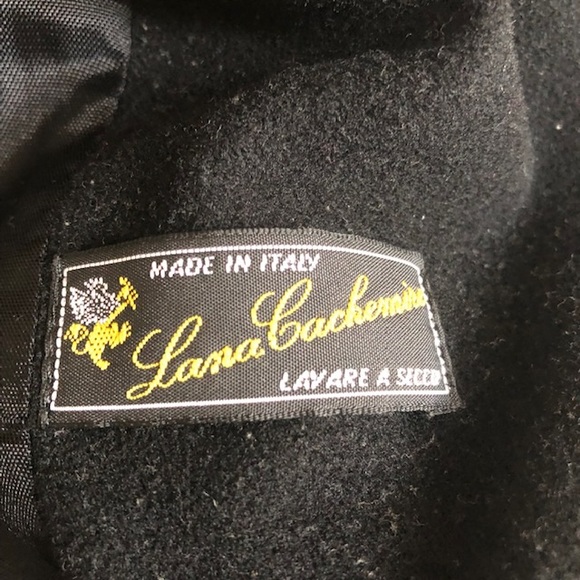 MADE IN ITALY
Lana Cachemire
LAVARE A SECCO